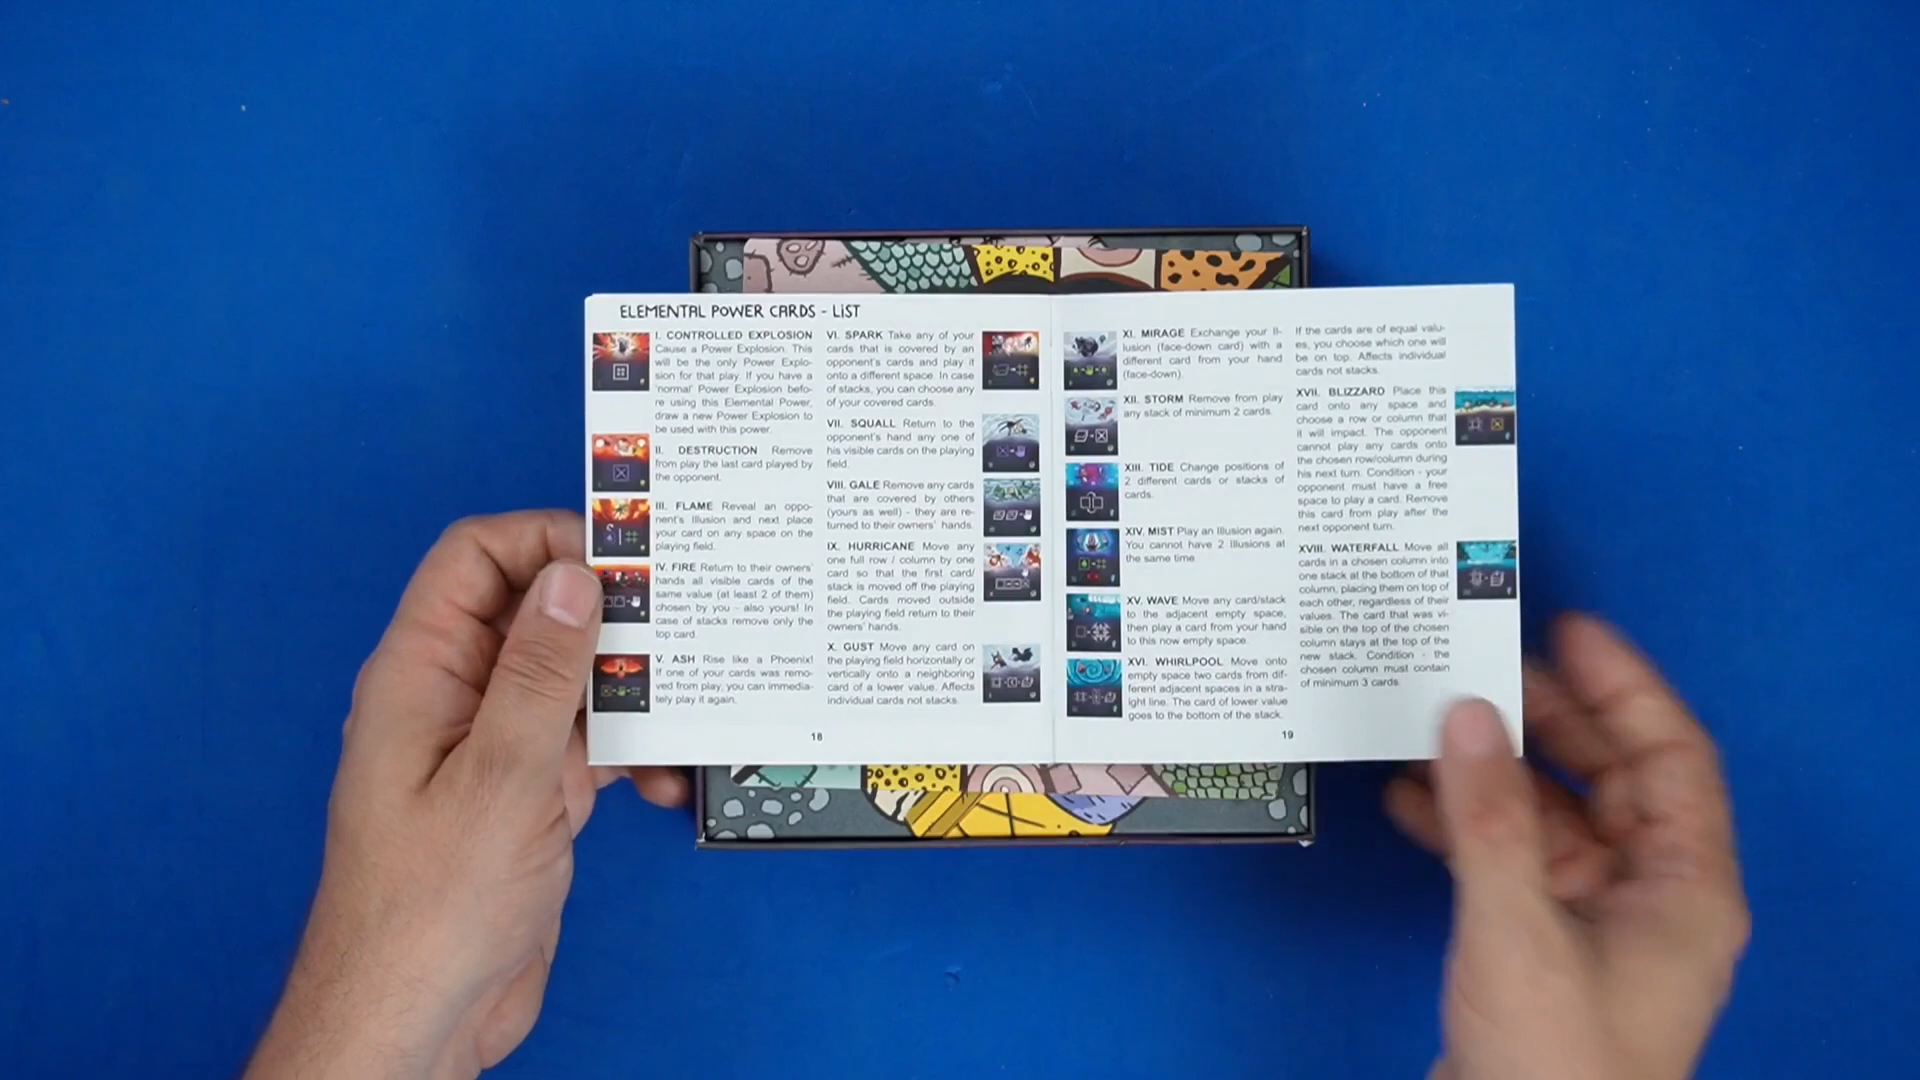 ELEMENTAL POWER CARDS - LiST
I. CONTROLLED EXPLOSION
Cause a Power Explosion. This
will be the only Power Explo-
sion for that play. If you have a
'normal' Power Explosion befo-
re using this Elemental Power,
draw a new Power Explosion to
be used with this power.
II. DESTRUCTION Remove
from play the last card played by
the opponent.
III. FLAME Reveal an oppo-
nent's Illusion and next place
your card on any space on the
playing field.
IV. FIRE Return to their owners'
hands all visible cards of the
same value (at least 2 of them)
chosen by you - also yours! In
case of stacks remove only the
top card.
V. ASH Rise like a Phoenix!
If one of your cards was remo-
ved from play, you can immedia-
tely play it again.
VI. SPARK Take any of your
cards that is covered by an
opponent's cards and play it
onto a different space. In case
of stacks, you can choose any
of your covered cards.
VII. SQUALL Return to the
opponent's hand any one of
his visible cards on the playing
field.
VIII. GALE Remove any cards
that are covered by others
(yours as well) - they are re-
turned to their owners' hands.
IX. HURRICANE Move any
one full row / column by one
card so that the first card/
stack is moved off the playing
field. Cards moved outside
the playing field return to their
owners' hands.
X. GUST Move any card on
the playing field horizontally or
vertically onto a neighboring
card of a lower value. Affects
individual cards not stacks.
18
XI. MIRAGE Exchange your Il-
lusion (face-down card) with a
different card from your hand
(face-down).
XII. STORM Remove from play
any stack of minimum 2 cards.
XIII. TIDE Change positions of
2 different cards or stacks of
cards.
XIV. MIST Play an Illusion again.
You cannot have 2 Illusions at
the same time.
XV. WAVE Move any card/stack
to the adjacent empty space,
then play a card from your hand
to this now empty space.
XVI. WHIRLPOOL Move onto
empty space two cards from dif-
ferent adjacent spaces in a stra-
ight line. The card of lower value
goes to the bottom of the stack.
If the cards are of equal valu-
es, you choose which one will
be on top. Affects individual
cards not stacks.
XVII. BLIZZARD Place this
card onto any space and
choose a row or column that
it will impact. The opponent
cannot play any cards onto
the chosen row/column during
his next turn. Condition - your
opponent must have a free
space to play a card. Remove
this card from play after the
next opponent turn.
XVIII. WATERFALL Move all
cards in a chosen column into
one stack at the bottom of that
column, placing them on top of
each other, regardless of their
values. The card that was vi-
sible on the top of the chosen
column stays at the top of the
new stack. Condition - the
chosen column must contain
of minimum 3 cards.
19